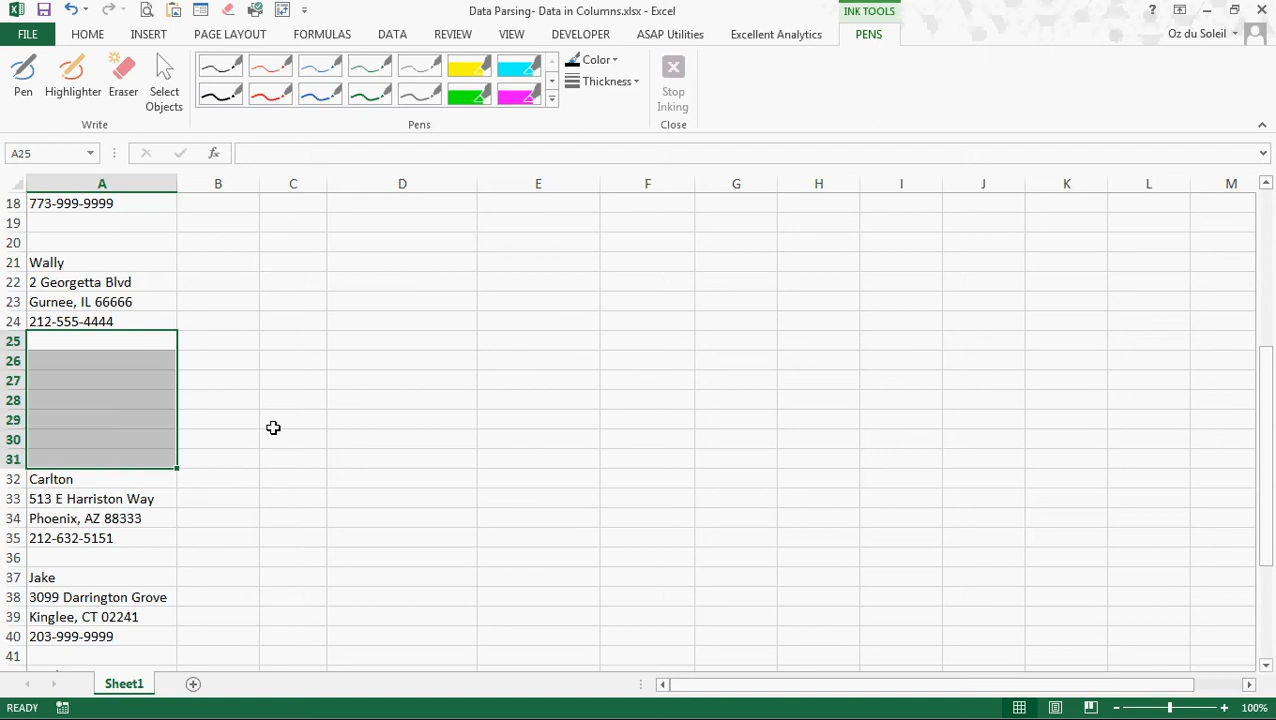 Data Parsing- Data in Columns.xlsx - Excel
INK TOOLS
?
FILE HOME INSERT PAGE LAYOUT FORMULAS DATA REVIEW VIEW DEVELOPER ASAP Utilities Excellent Analytics PENS Oz du Soleil
Pen Highlighter Eraser Select Objects
Color
Thickness
Stop Inking
Write Pens Close
A25 fx
A B C D E F G H I J K L M
18 773-999-9999
19
20
21 Wally
22 2 Georgetta Blvd
23 Gurnee, IL 66666
24 212-555-4444
25
26
27
28
29
30
31
32 Carlton
33 513 E Harriston Way
34 Phoenix, AZ 88333
35 212-632-5151
36
37 Jake
38 3099 Darrington Grove
39 Kinglee, CT 02241
40 203-999-9999
41
Sheet1
READY 100%